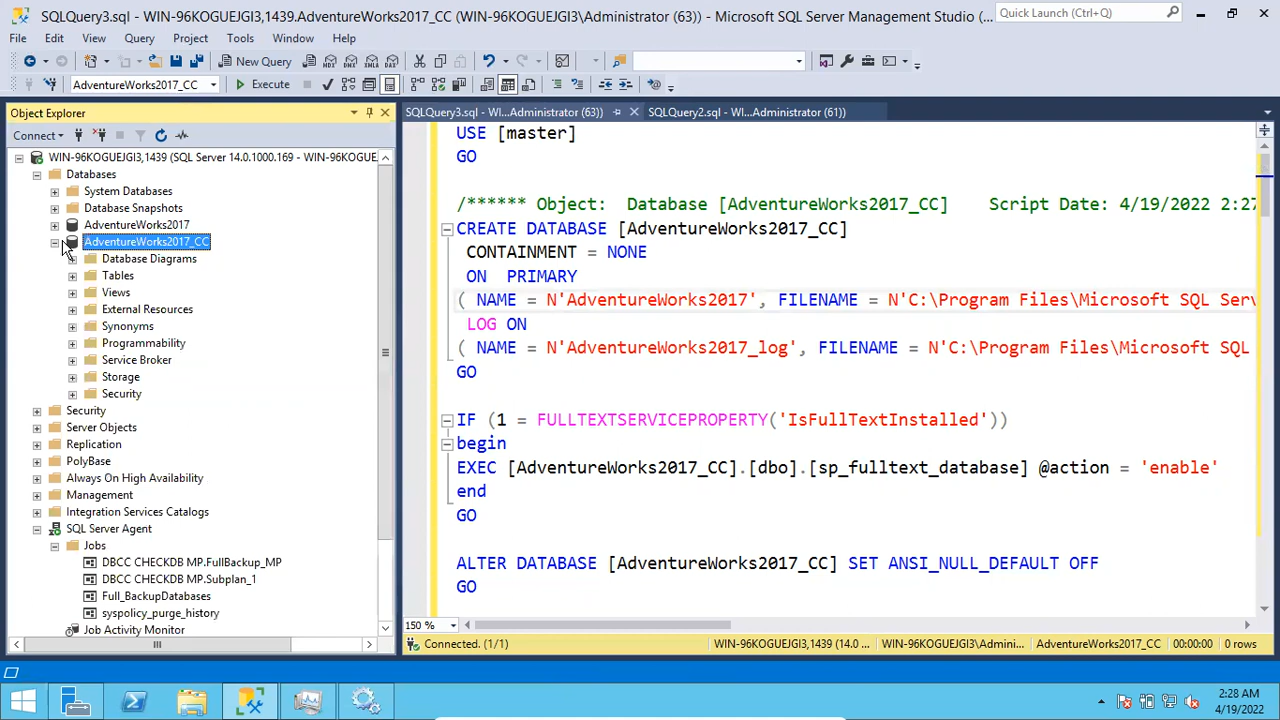 SQLQuery3.sql - WIN-96KOGUEJGI3,1439.AdventureWorks2017_CC (WIN-96KOGUEJGI3\Administrator (63)) - Microsoft SQL Server Management Studio (...
Quick Launch (Ctrl+Q)
File Edit View Query Project Tools Window Help
New Query
MDX DMX XMLA DAX
AdventureWorks2017_CC
Execute
Object Explorer
SQLQuery3.sql - WI...Administrator (63))
SQLQuery2.sql - WI...Administrator (61))
Connect
WIN-96KOGUEJGI3,1439 (SQL Server 14.0.1000.169 - WIN-96KOGUE
Databases
System Databases
Database Snapshots
AdventureWorks2017
AdventureWorks2017_CC
Database Diagrams
Tables
Views
External Resources
Synonyms
Programmability
Service Broker
Storage
Security
Security
Server Objects
Replication
PolyBase
Always On High Availability
Management
Integration Services Catalogs
SQL Server Agent
Jobs
DBCC CHECKDB MP.FullBackup_MP
DBCC CHECKDB MP.Subplan_1
Full_BackupDatabases
syspolicy_purge_history
Job Activity Monitor
USE [master]
GO
/****** Object:  Database [AdventureWorks2017_CC]    Script Date: 4/19/2022 2:27
CREATE DATABASE [AdventureWorks2017_CC]
CONTAINMENT = NONE
ON  PRIMARY
( NAME = N'AdventureWorks2017', FILENAME = N'C:\Program Files\Microsoft SQL Serv
LOG ON
( NAME = N'AdventureWorks2017_log', FILENAME = N'C:\Program Files\Microsoft SQL
GO
IF (1 = FULLTEXTSERVICEPROPERTY('IsFullTextInstalled'))
begin
EXEC [AdventureWorks2017_CC].[dbo].[sp_fulltext_database] @action = 'enable'
end
GO
ALTER DATABASE [AdventureWorks2017_CC] SET ANSI_NULL_DEFAULT OFF
GO
150 %
Connected. (1/1)
WIN-96KOGUEJGI3,1439 (14.0 ...
WIN-96KOGUEJGI3\Admini...
AdventureWorks2017_CC
00:00:00
0 rows
2:28 AM
4/19/2022